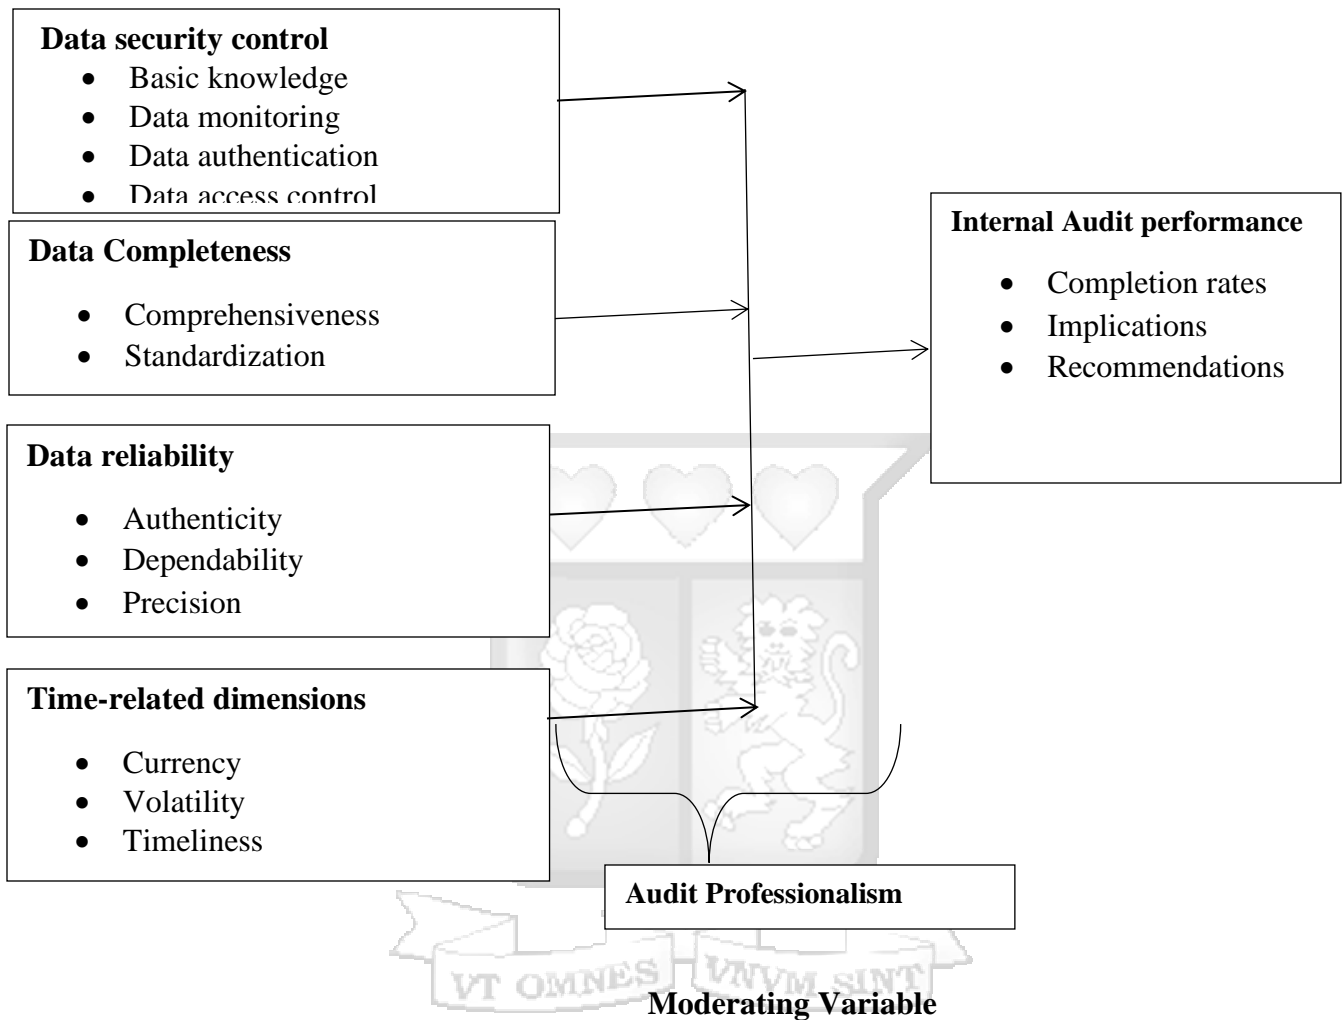 Data security control
• Basic knowledge
• Data monitoring
• Data authentication
• Data access control
Data Completeness
• Comprehensiveness
• Standardization
Data reliability
• Authenticity
• Dependability
• Precision
Time-related dimensions
• Currency
• Volatility
• Timeliness
Internal Audit performance
• Completion rates
• Implications
• Recommendations
Audit Professionalism
VT OMNES VNVM SINT
Moderating Variable